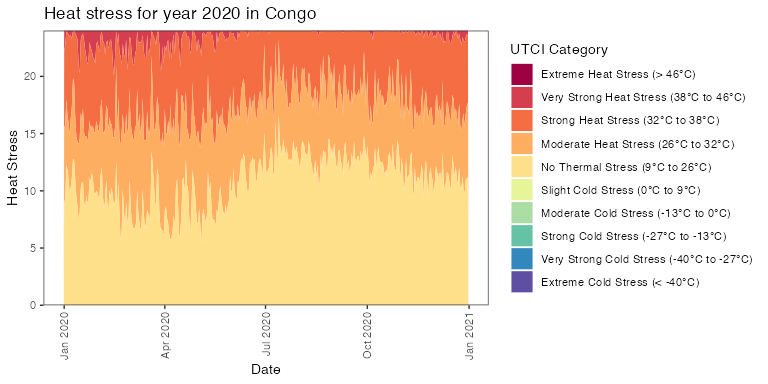 Heat stress for year 2020 in Congo
Heat Stress
20
15
10
5
0
Jan 2020
Apr 2020
Jul 2020
Oct 2020
Jan 2021
Date
UTCI Category
Extreme Heat Stress (> 46°C)
Very Strong Heat Stress (38°C to 46°C)
Strong Heat Stress (32°C to 38°C)
Moderate Heat Stress (26°C to 32°C)
No Thermal Stress (9°C to 26°C)
Slight Cold Stress (0°C to 9°C)
Moderate Cold Stress (-13°C to 0°C)
Strong Cold Stress (-27°C to -13°C)
Very Strong Cold Stress (-40°C to -27°C)
Extreme Cold Stress (< -40°C)